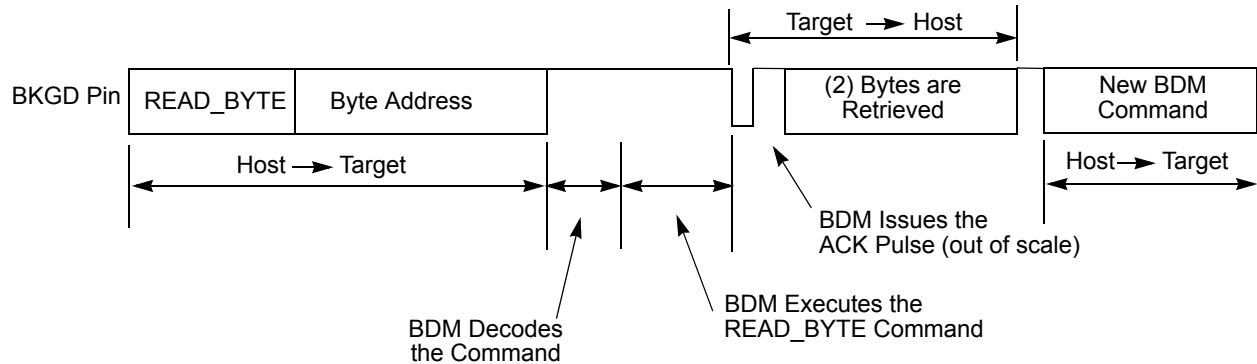 Target → Host
BKGD Pin
READ_BYTE
Byte Address
(2) Bytes are
Retrieved
New BDM
Command
Host → Target
Host → Target
BDM Issues the
ACK Pulse (out of scale)
BDM Executes the
READ_BYTE Command
BDM Decodes
the Command